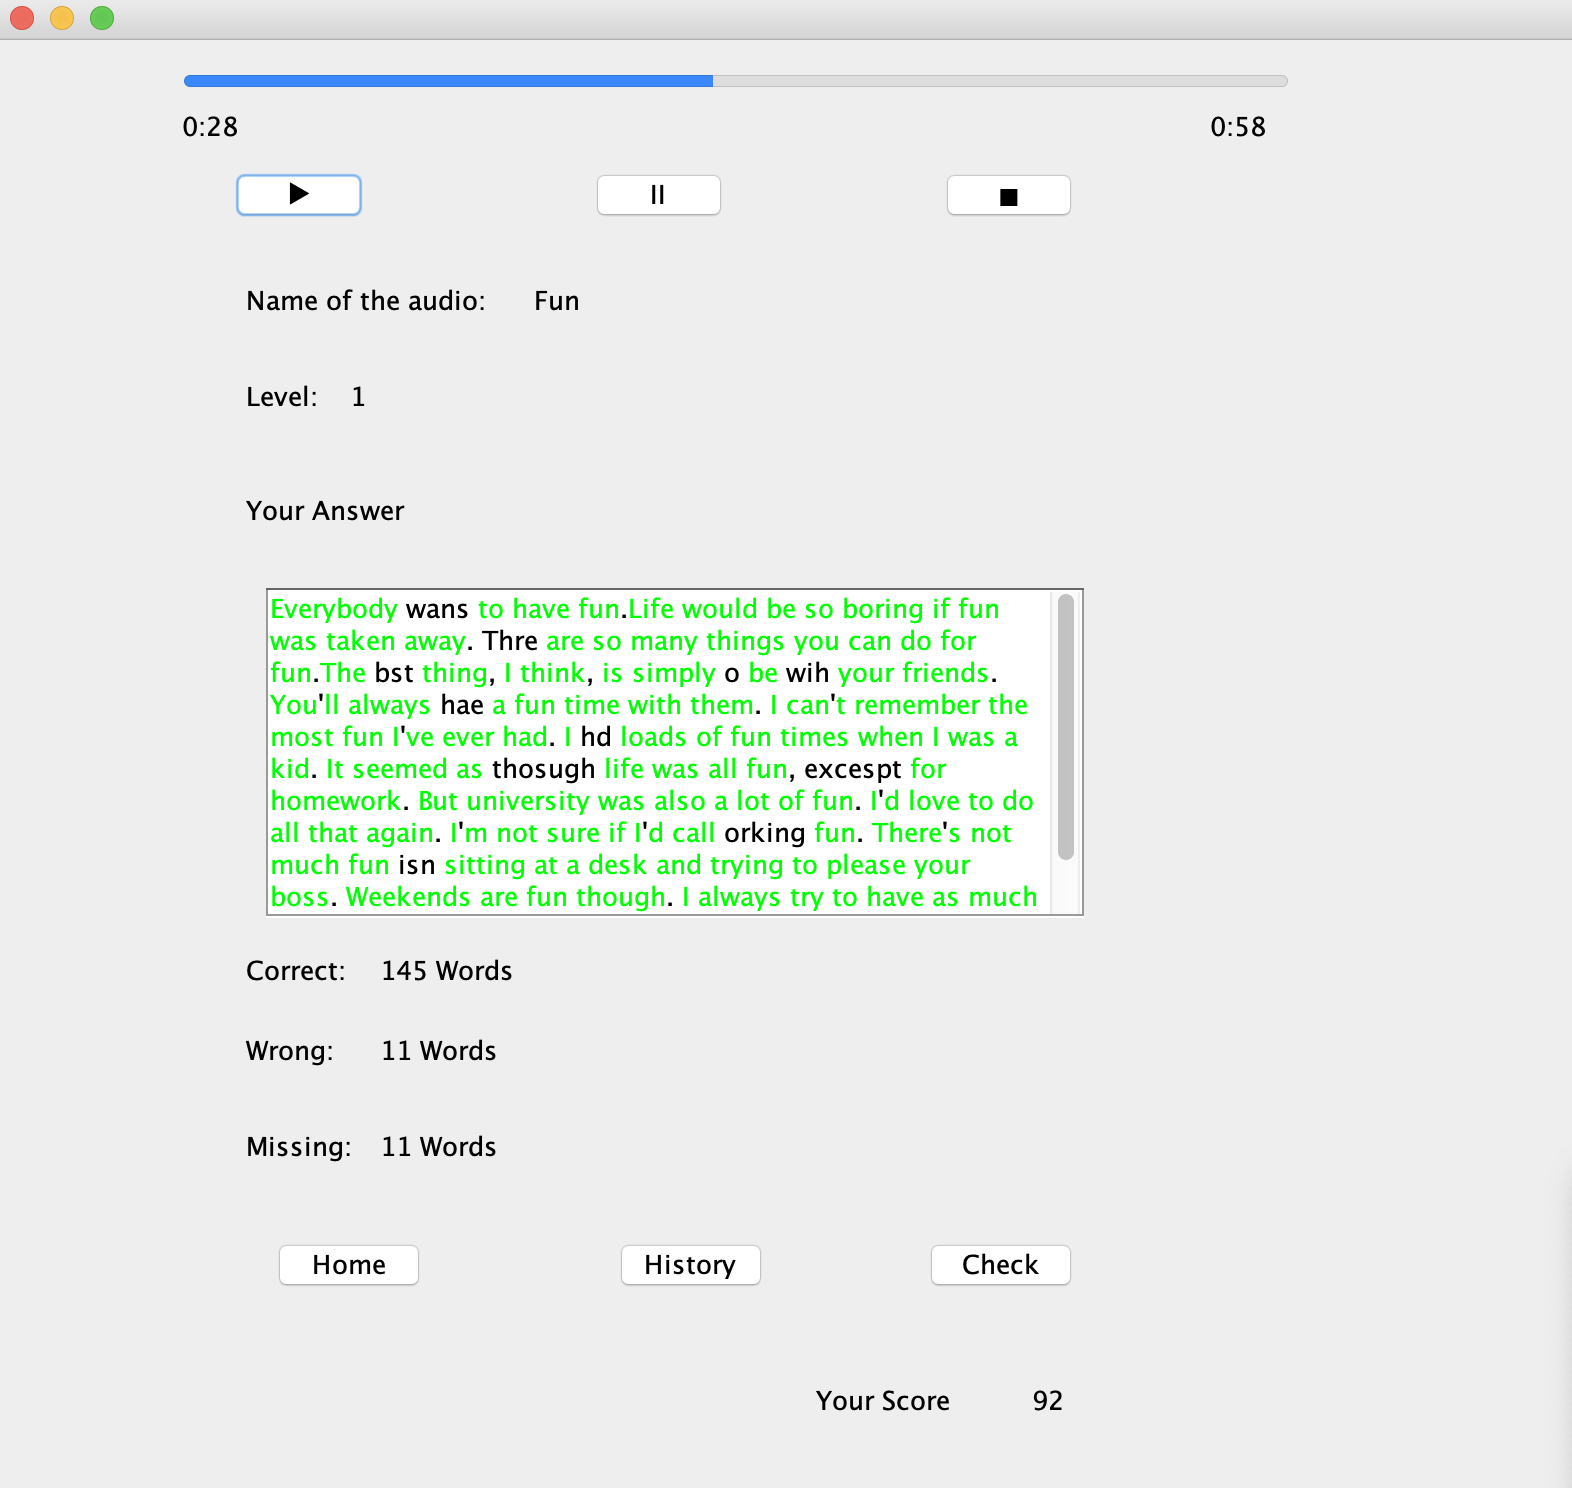 0:28 0:58
Name of the audio: Fun
Level: 1
Your Answer
Everybody wans to have fun.Life would be so boring if fun
was taken away. Thre are so many things you can do for
fun.The bst thing, I think, is simply o be wih your friends.
You'll always hae a fun time with them. I can't remember the
most fun I've ever had. I hd loads of fun times when I was a
kid. It seemed as thosugh life was all fun, excespt for
homework. But university was also a lot of fun. I'd love to do
all that again. I'm not sure if I'd call orking fun. There's not
much fun isn sitting at a desk and trying to please your
boss. Weekends are fun though. I always try to have as much
Correct: 145 Words
Wrong: 11 Words
Missing: 11 Words
Home History Check
Your Score 92